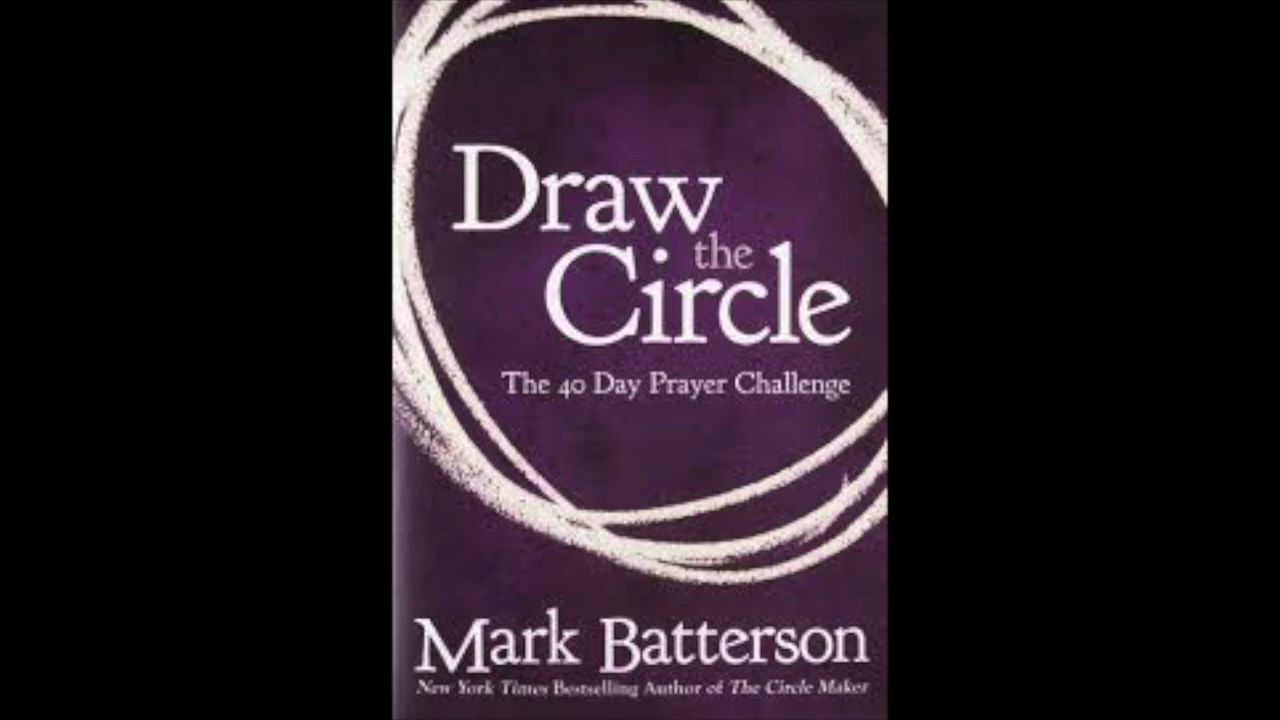 Draw
the
Circle
The 40 Day Prayer Challenge
Mark Batterson
New York Times Bestselling Author of The Circle Maker